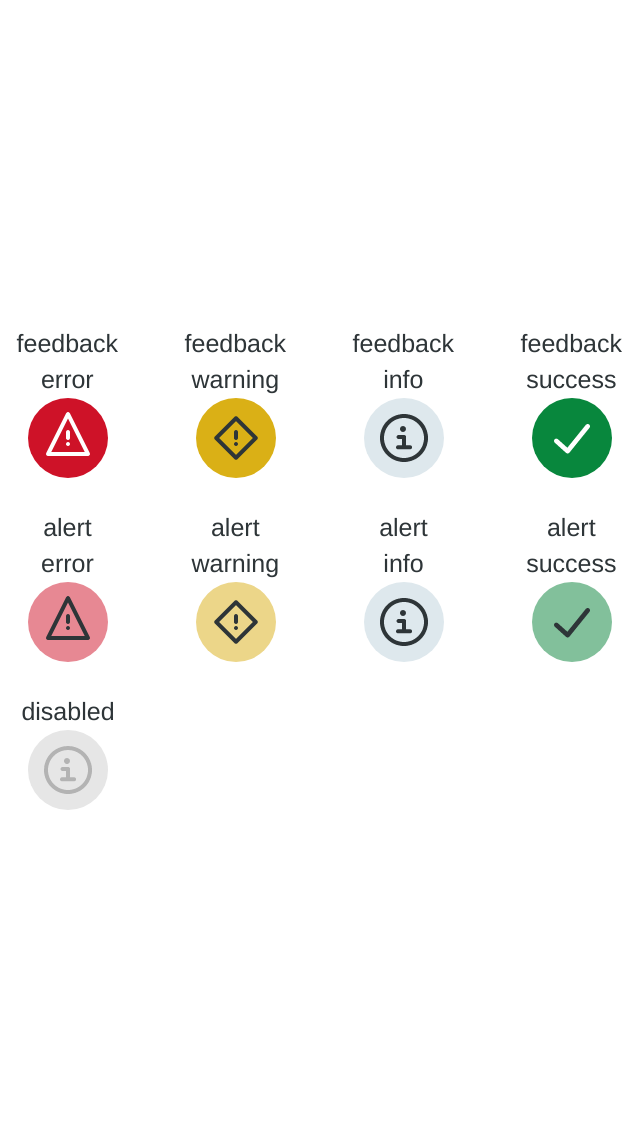 feedback error
feedback warning
feedback info
feedback success
alert error
alert warning
alert info
alert success
disabled